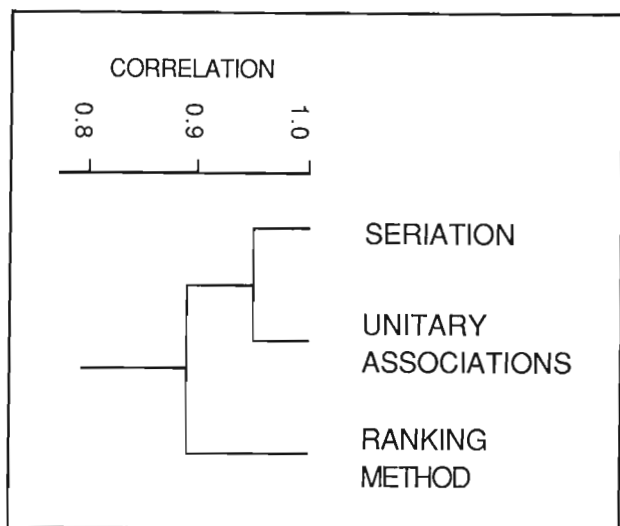 CORRELATION
0.8 0.9 1.0
SERIATION
UNITARY
ASSOCIATIONS
RANKING
METHOD